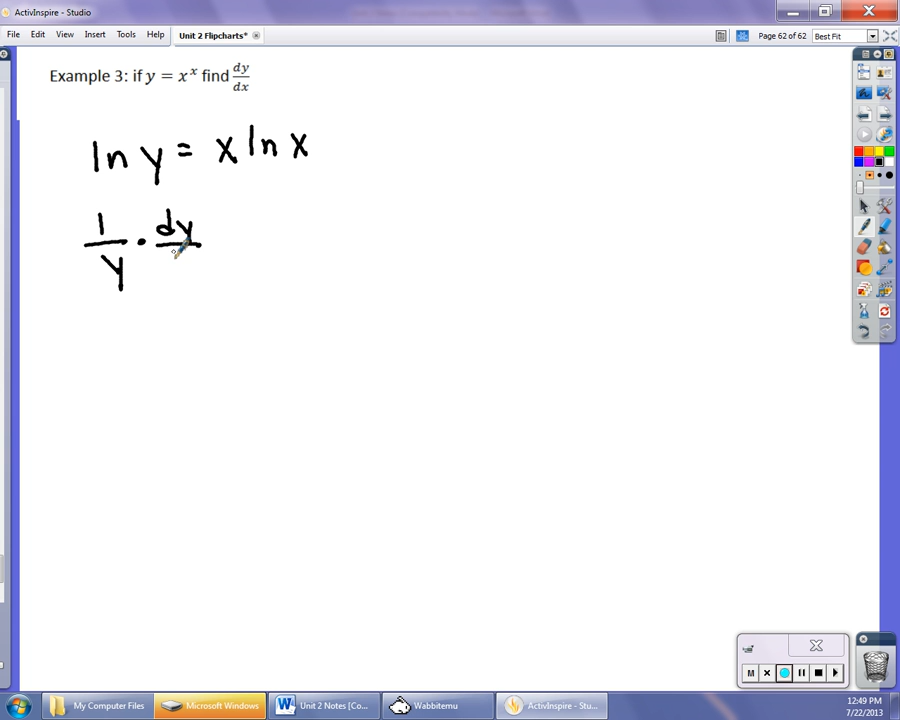 ActivInspire - Studio
File Edit View Insert Tools Help Unit 2 Flipcharts* Page 62 of 62 Best Fit
Example 3: if y = x^x find dy/dx
ln y = x ln x
1/y · dy
M
My Computer Files Microsoft Windows Unit 2 Notes [Co... Wabbitemu ActivInspire - Stu...
12:49 PM
7/22/2013